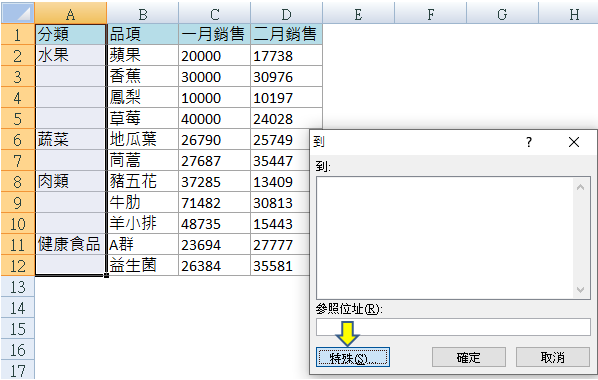 A B C D E F G H
1 分類 品項 一月銷售 二月銷售
2 水果 蘋果 20000 17738
3 香蕉 30000 30976
4 鳳梨 10000 10197
5 草莓 40000 24028
6 蔬菜 地瓜葉 26790 25749
7 茼蒿 27687 35447
8 肉類 豬五花 37285 13409
9 牛肋 71482 30813
10 羊小排 48735 15443
11 健康食品 A群 23694 27777
12 益生菌 26384 35581
13
14
15
16
17
到 ?
到:
參照位址(R):
特殊(S)... 確定 取消